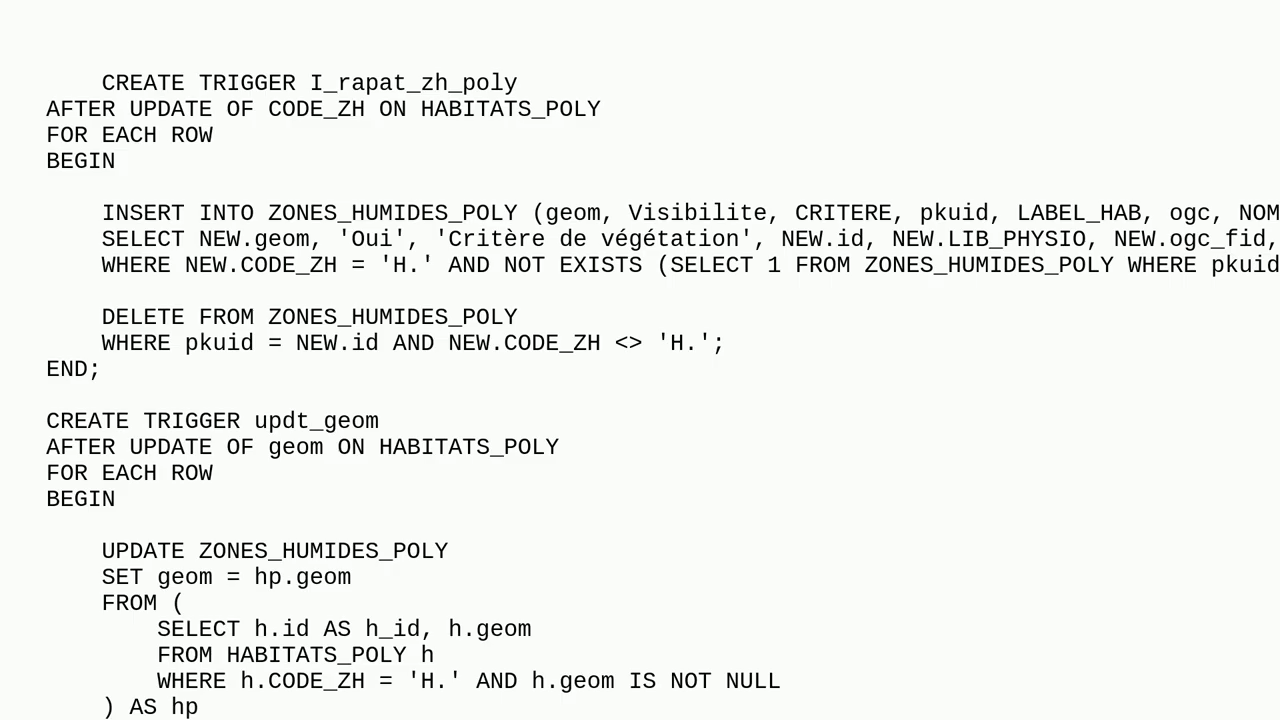 CREATE TRIGGER I_rapat_zh_poly
AFTER UPDATE OF CODE_ZH ON HABITATS_POLY
FOR EACH ROW
BEGIN
INSERT INTO ZONES_HUMIDES_POLY (geom, Visibilite, CRITERE, pkuid, LABEL_HAB, ogc, NOM
SELECT NEW.geom, 'Oui', 'Critère de végétation', NEW.id, NEW.LIB_PHYSIO, NEW.ogc_fid,
WHERE NEW.CODE_ZH = 'H.' AND NOT EXISTS (SELECT 1 FROM ZONES_HUMIDES_POLY WHERE pkuid
DELETE FROM ZONES_HUMIDES_POLY
WHERE pkuid = NEW.id AND NEW.CODE_ZH <> 'H.';
END;
CREATE TRIGGER updt_geom
AFTER UPDATE OF geom ON HABITATS_POLY
FOR EACH ROW
BEGIN
UPDATE ZONES_HUMIDES_POLY
SET geom = hp.geom
FROM (
SELECT h.id AS h_id, h.geom
FROM HABITATS_POLY h
WHERE h.CODE_ZH = 'H.' AND h.geom IS NOT NULL
) AS hp